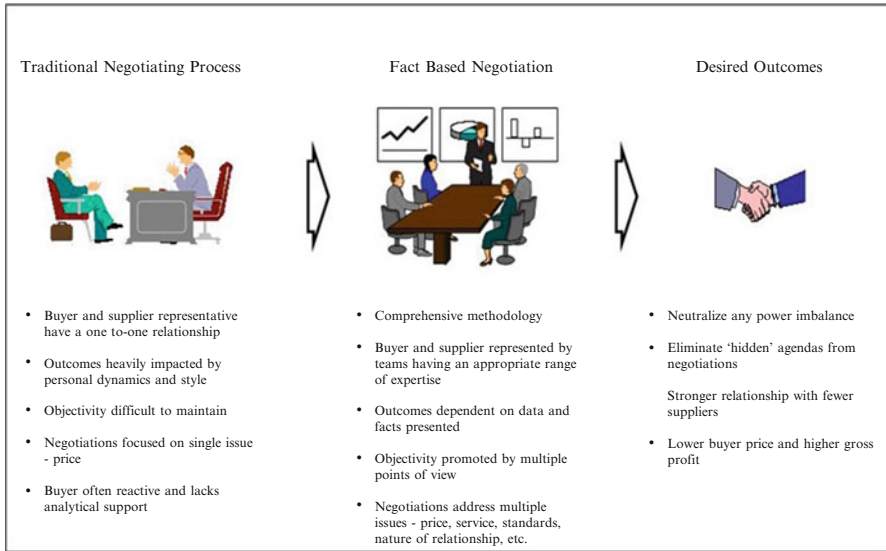 Traditional Negotiating Process
• Buyer and supplier representative
have a one to-one relationship
• Outcomes heavily impacted by
personal dynamics and style
• Objectivity difficult to maintain
• Negotiations focused on single issue
- price
• Buyer often reactive and lacks
analytical support
Fact Based Negotiation
• Comprehensive methodology
• Buyer and supplier represented by
teams having an appropriate range
of expertise
• Outcomes dependent on data and
facts presented
• Objectivity promoted by multiple
points of view
• Negotiations address multiple
issues - price, service, standards,
nature of relationship, etc.
Desired Outcomes
• Neutralize any power imbalance
• Eliminate ‘hidden’ agendas from
negotiations
Stronger relationship with fewer
suppliers
• Lower buyer price and higher gross
profit